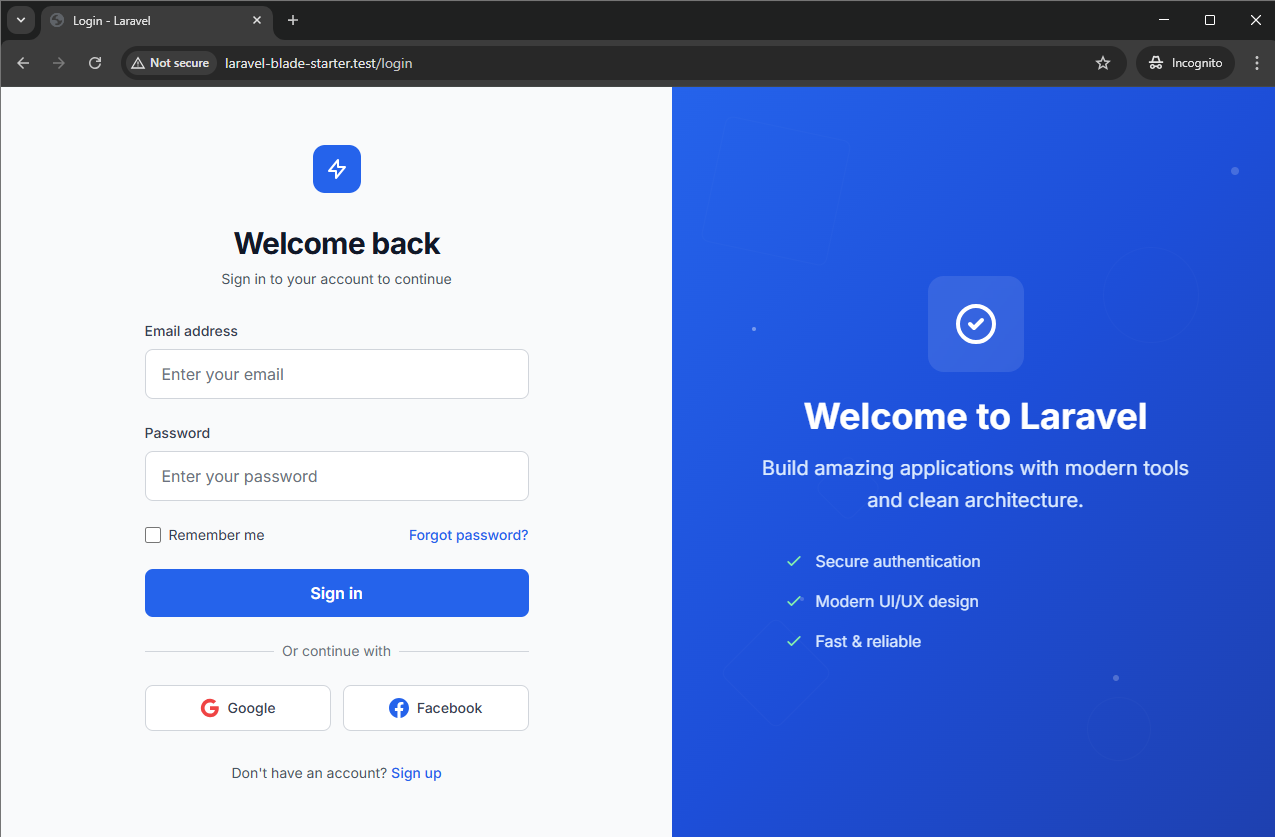 Login - Laravel
Not secure
laravel-blade-starter.test/login
Incognito
Welcome back
Sign in to your account to continue
Email address
Enter your email
Password
Enter your password
Remember me
Forgot password?
Sign in
Or continue with
Google
Facebook
Don't have an account? Sign up
Welcome to Laravel
Build amazing applications with modern tools
and clean architecture.
Secure authentication
Modern UI/UX design
Fast & reliable